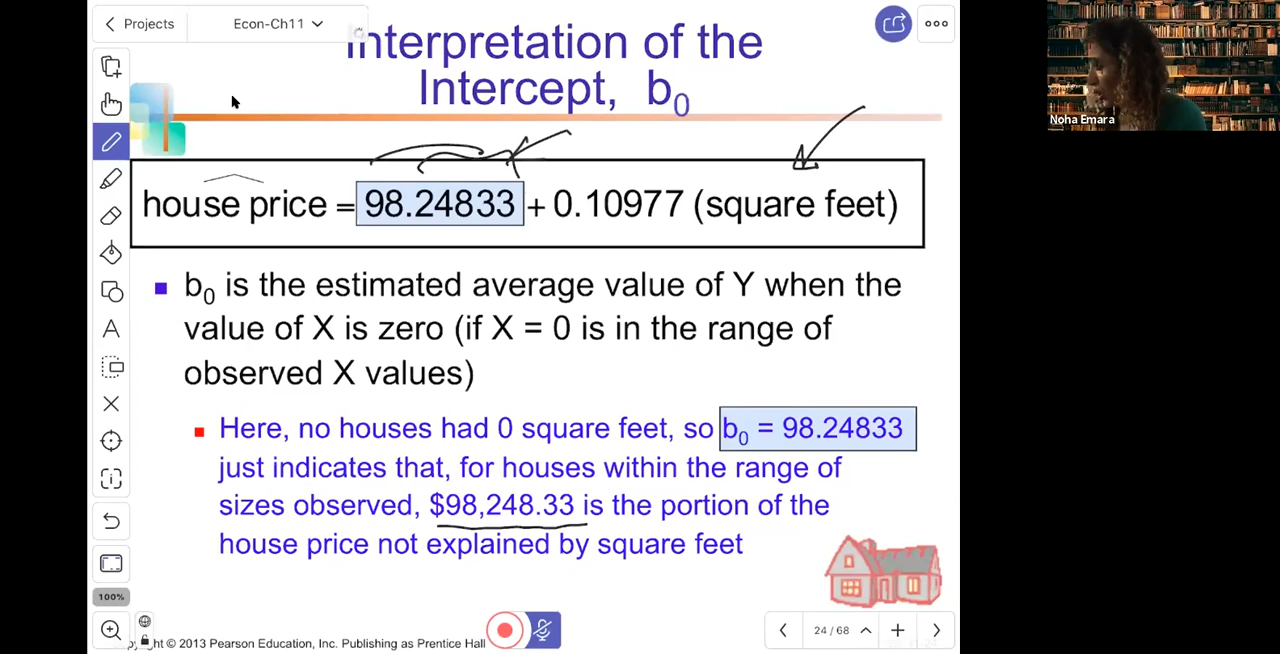 Projects
Econ-Ch11
Interpretation of the
Intercept, b0
Noha Emara
house price = 98.24833 + 0.10977 (square feet)
b0 is the estimated average value of Y when the
value of X is zero (if X = 0 is in the range of
observed X values)
Here, no houses had 0 square feet, so b0 = 98.24833
just indicates that, for houses within the range of
sizes observed, $98,248.33 is the portion of the
house price not explained by square feet
100%
24 / 68
ht © 2013 Pearson Education, Inc. Publishing as Prentice Hall